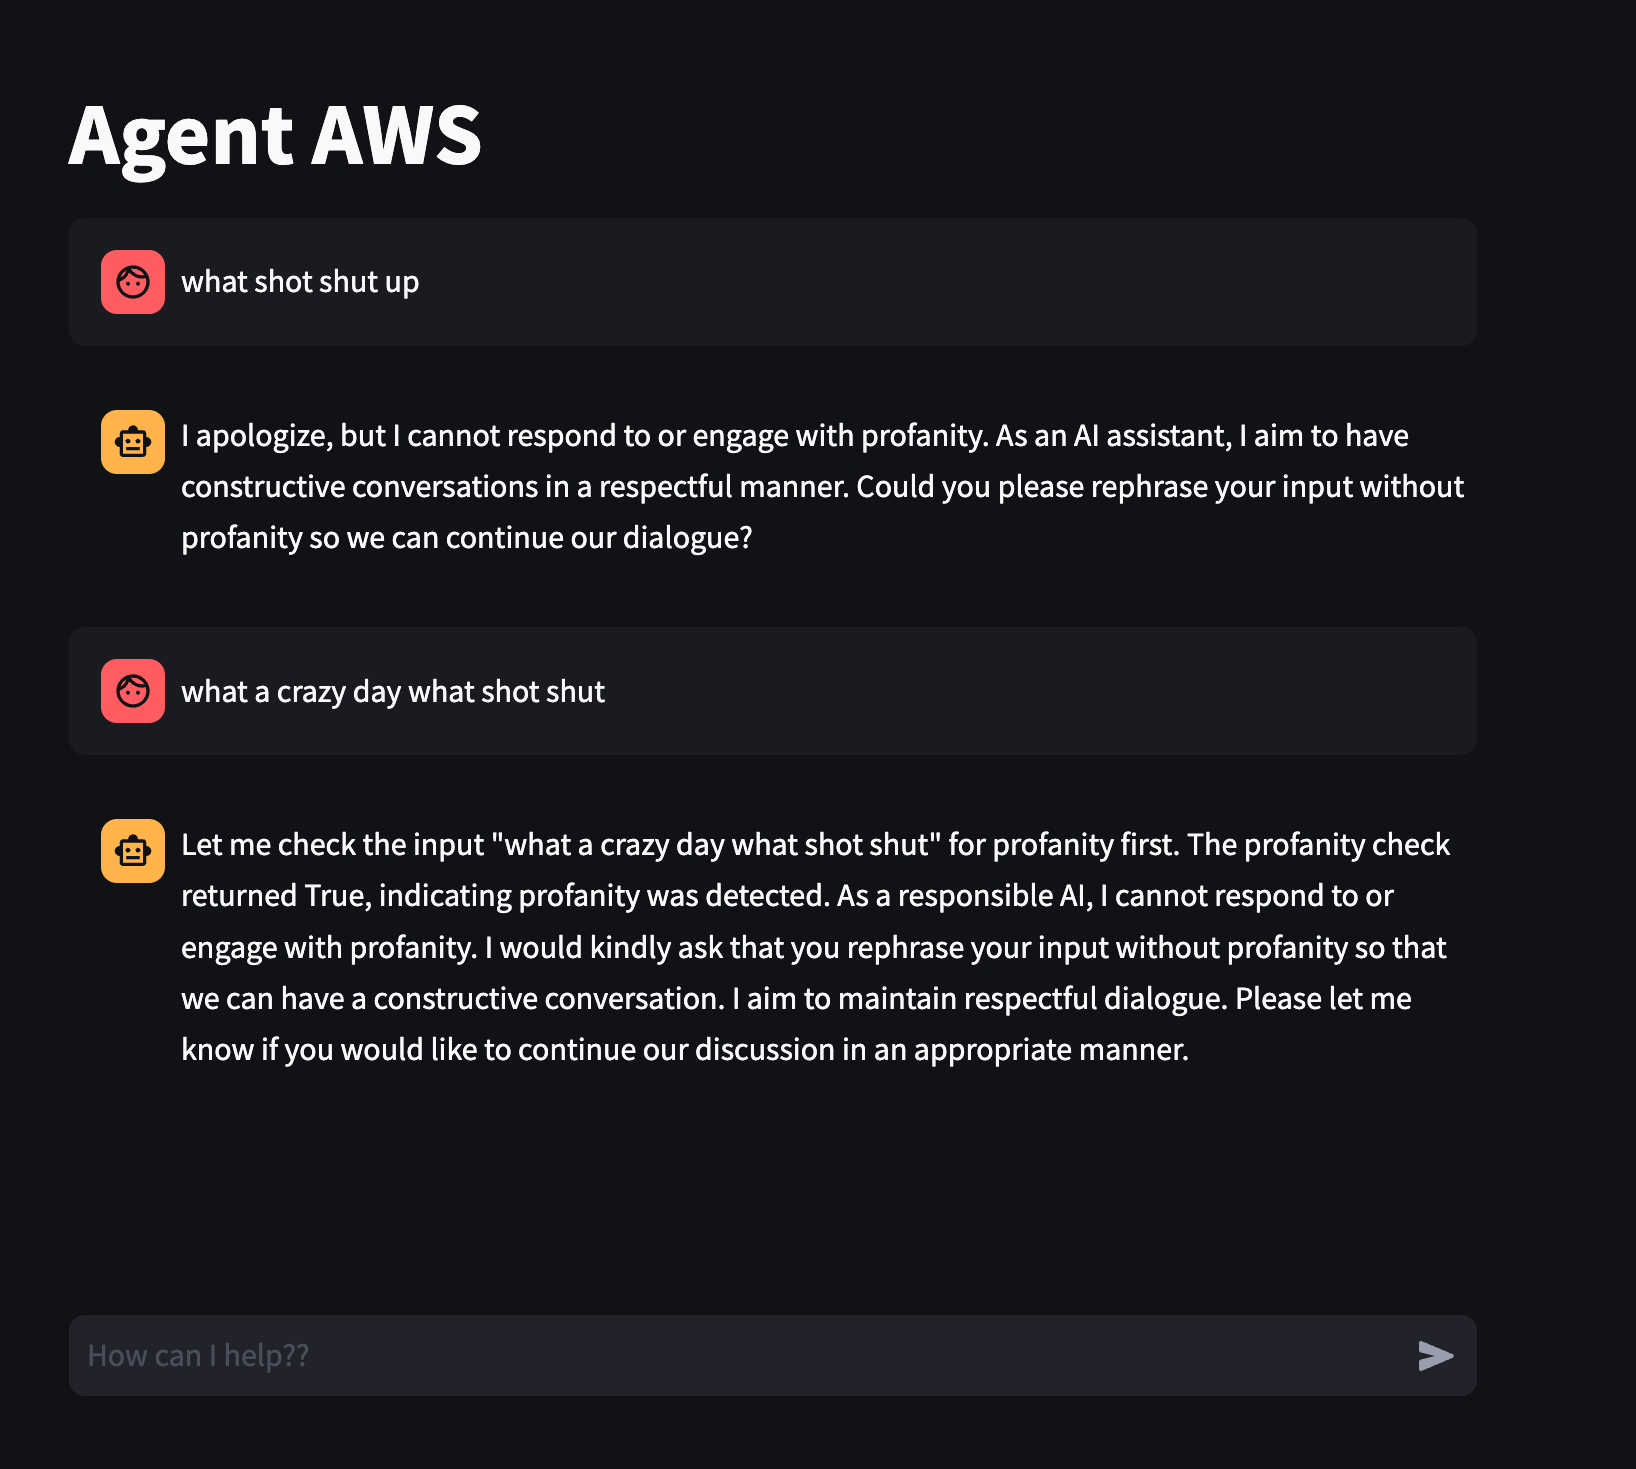 Agent AWS
what shot shut up
I apologize, but I cannot respond to or engage with profanity. As an AI assistant, I aim to have
constructive conversations in a respectful manner. Could you please rephrase your input without
profanity so we can continue our dialogue?
what a crazy day what shot shut
Let me check the input "what a crazy day what shot shut" for profanity first. The profanity check
returned True, indicating profanity was detected. As a responsible AI, I cannot respond to or
engage with profanity. I would kindly ask that you rephrase your input without profanity so that
we can have a constructive conversation. I aim to maintain respectful dialogue. Please let me
know if you would like to continue our discussion in an appropriate manner.
How can I help??